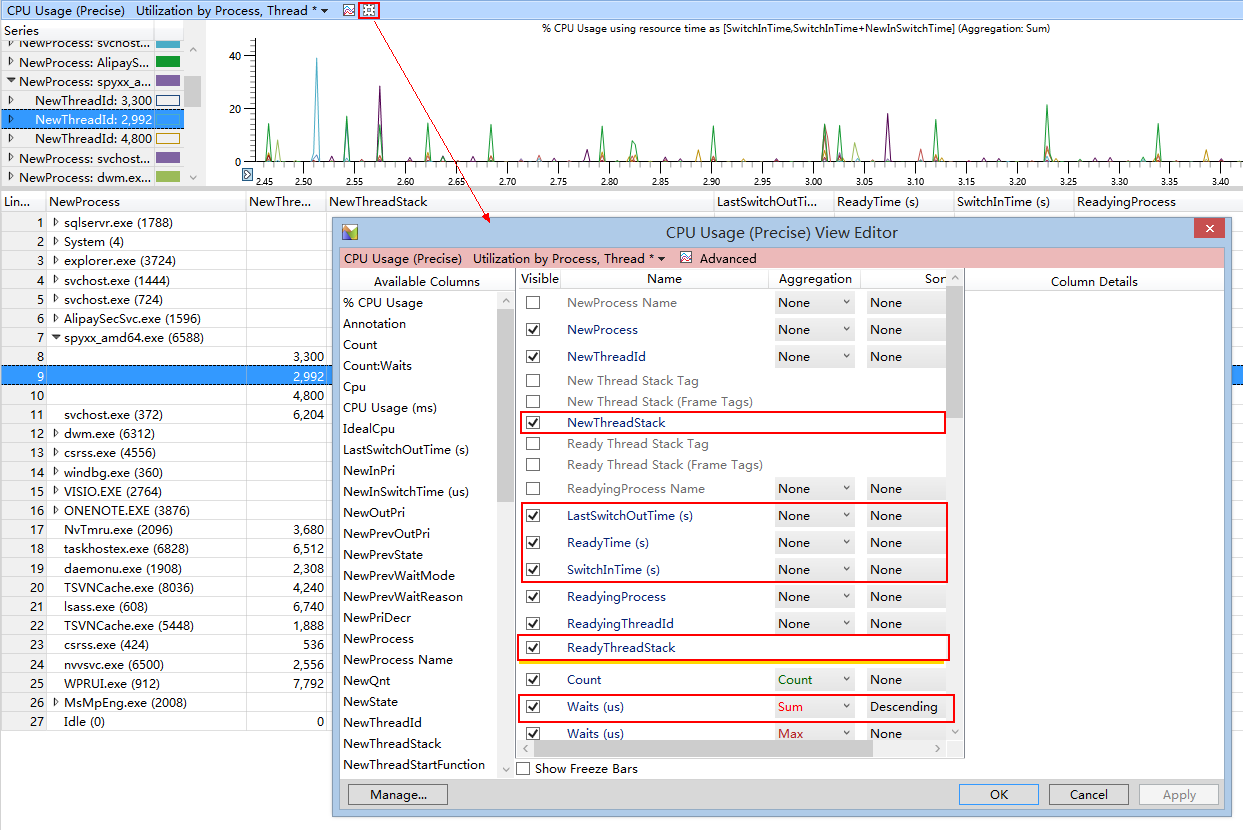 CPU Usage (Precise) Utilization by Process, Thread *
Series
NewProcess: svchost...
NewProcess: AlipayS...
NewProcess: spyxx_a...
NewThreadId: 3,300
NewThreadId: 2,992
NewThreadId: 4,800
NewProcess: svchost...
NewProcess: dwm.ex...
% CPU Usage using resource time as [SwitchInTime,SwitchInTime+NewInSwitchTime] (Aggregation: Sum)
40
20
0
2.45 2.50 2.55 2.60 2.65 2.70 2.75 2.80 2.85 2.90 2.95 3.00 3.05 3.10 3.15 3.20 3.25 3.30 3.35 3.40
Lin... NewProcess NewThre... NewThreadStack LastSwitchOutTi... ReadyTime (s) SwitchInTime (s) ReadyingProcess
1 sqlservr.exe (1788)
2 System (4)
3 explorer.exe (3724)
4 svchost.exe (1444)
5 svchost.exe (724)
6 AlipaySecSvc.exe (1596)
7 spyxx_amd64.exe (6588)
8 3,300
9 2,992
10 4,800
11 svchost.exe (372) 6,204
12 dwm.exe (6312)
13 csrss.exe (4556)
14 windbg.exe (360)
15 VISIO.EXE (2764)
16 ONENOTE.EXE (3876)
17 NvTmru.exe (2096) 3,680
18 taskhostex.exe (6828) 6,512
19 daemonu.exe (1908) 2,308
20 TSVNCache.exe (8036) 4,240
21 lsass.exe (608) 6,740
22 TSVNCache.exe (5448) 1,888
23 csrss.exe (424) 536
24 nvvsvc.exe (6500) 2,556
25 WPRUI.exe (912) 7,792
26 MsMpEng.exe (2008)
27 Idle (0) 0
CPU Usage (Precise) View Editor
CPU Usage (Precise) Utilization by Process, Thread * Advanced
Available Columns
% CPU Usage
Annotation
Count
Count:Waits
Cpu
CPU Usage (ms)
IdealCpu
LastSwitchOutTime (s)
NewInPri
NewInSwitchTime (us)
NewOutPri
NewPrevOutPri
NewPrevState
NewPrevWaitMode
NewPrevWaitReason
NewPriDecr
NewProcess
NewProcess Name
NewQnt
NewState
NewThreadId
NewThreadStack
NewThreadStartFunction
Visible Name Aggregation Sor
NewProcess Name None None
NewProcess None None
NewThreadId None None
New Thread Stack Tag
New Thread Stack (Frame Tags)
NewThreadStack
Ready Thread Stack Tag
Ready Thread Stack (Frame Tags)
ReadyingProcess Name None None
LastSwitchOutTime (s) None None
ReadyTime (s) None None
SwitchInTime (s) None None
ReadyingProcess None None
ReadyingThreadId None None
ReadyThreadStack
Count Count None
Waits (us) Sum Descending
Waits (us) Max None
Show Freeze Bars
Column Details
Manage...
OK
Cancel
Apply